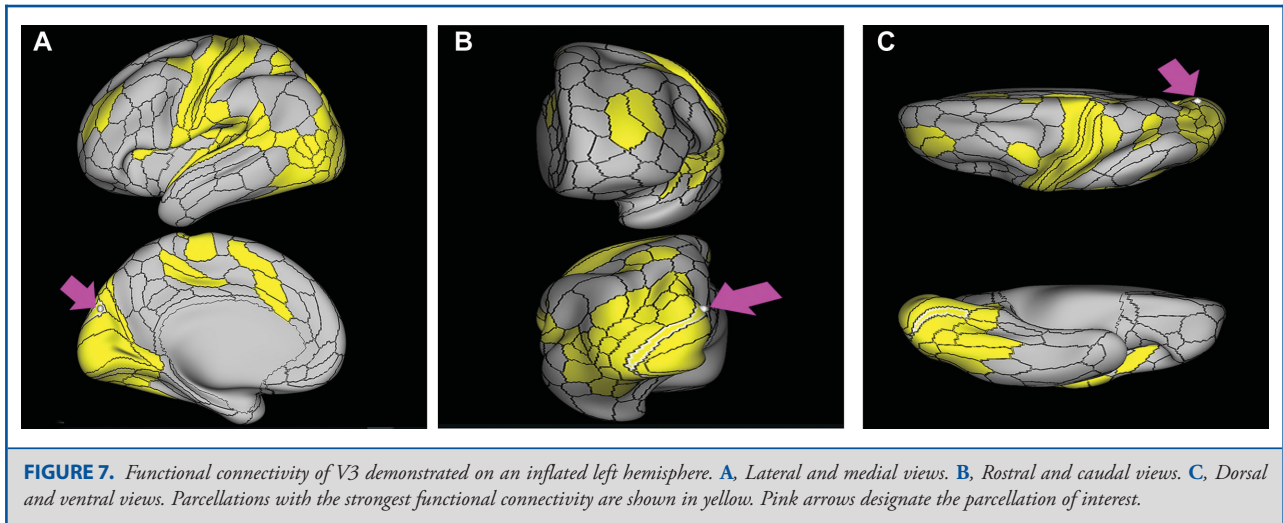 A
B
C
FIGURE 7. Functional connectivity of V3 demonstrated on an inflated left hemisphere. A, Lateral and medial views. B, Rostral and caudal views. C, Dorsal
and ventral views. Parcellations with the strongest functional connectivity are shown in yellow. Pink arrows designate the parcellation of interest.